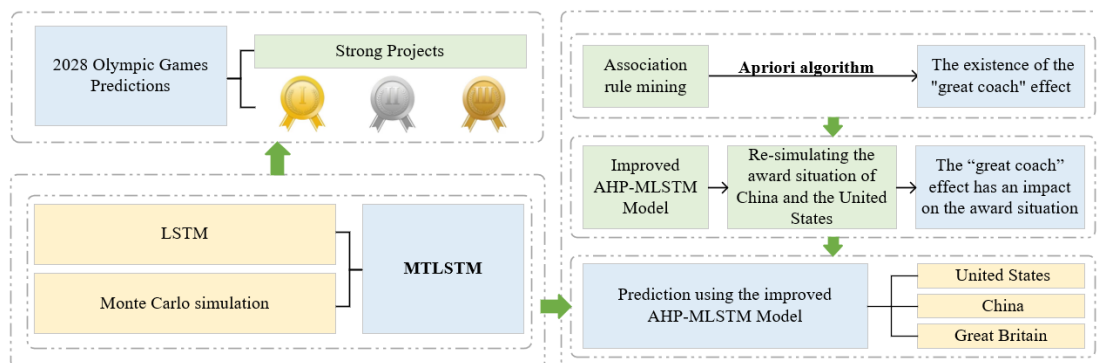 2028 Olympic Games
Predictions
Strong Projects
I
II
III
LSTM
Monte Carlo simulation
MTLSTM
Association
rule mining
Apriori algorithm
The existence of the
"great coach" effect
Improved
AHP-MLSTM
Model
Re-simulating the
award situation of
China and the United
States
The “great coach”
effect has an impact
on the award situation
Prediction using the improved
AHP-MLSTM Model
United States
China
Great Britain